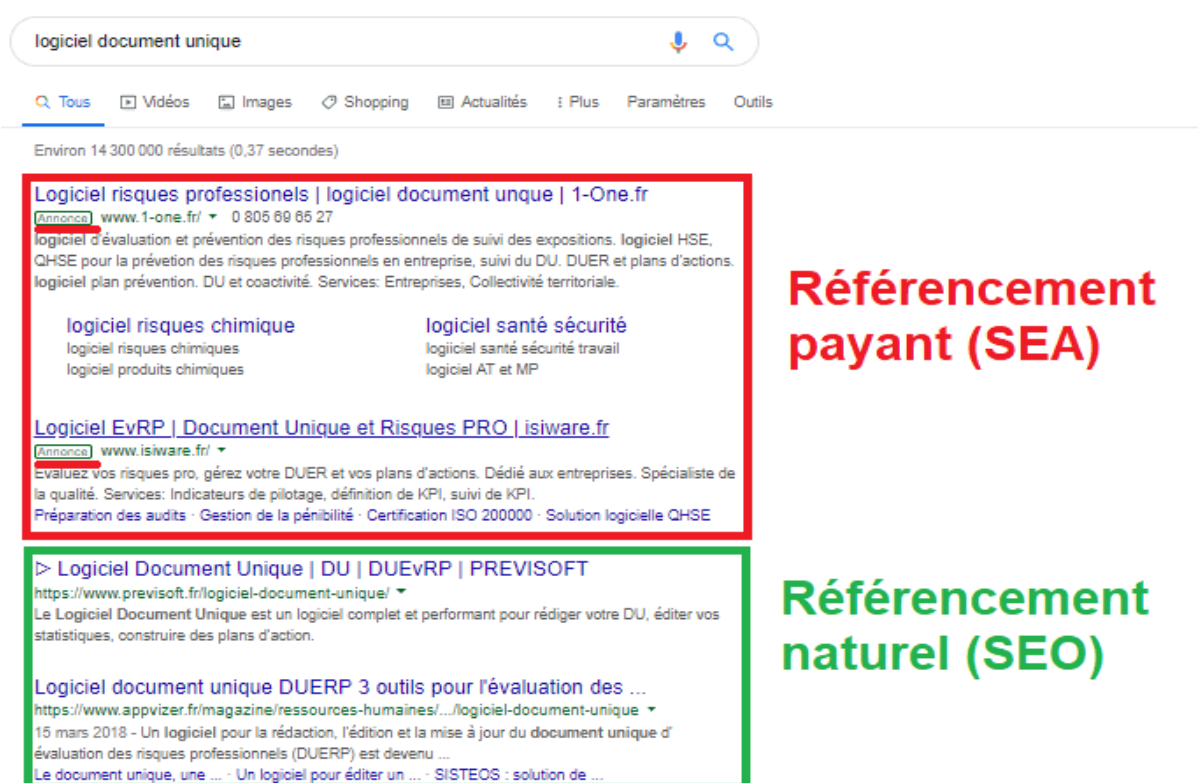 logiciel document unique
Tous Vidéos Images Shopping Actualités Plus Paramètres Outils
Environ 14 300 000 résultats (0,37 secondes)
Logiciel risques professionels | logiciel document unque | 1-One.fr
Annonce www.1-one.fr/ 0 805 69 65 27
logiciel d'évaluation et prévention des risques professionnels de suivi des expositions. logiciel HSE,
QHSE pour la prévetion des risques professionnels en entreprise, suivi du DU. DUER et plans d'actions.
logiciel plan prévention. DU et coactivité. Services: Entreprises, Collectivité territoriale.
logiciel risques chimique
logiciel risques chimiques
logiciel produits chimiques
logiciel santé sécurité
logiiciel santé sécurité travail
logiciel AT et MP
Référencement
payant (SEA)
Logiciel EvRP | Document Unique et Risques PRO | isiware.fr
Annonce www.isiware.fr/
Evaluez vos risques pro, gérez votre DUER et vos plans d'actions. Dédié aux entreprises. Spécialiste de
la qualité. Services: Indicateurs de pilotage, définition de KPI, suivi de KPI.
Préparation des audits · Gestion de la pénibilité · Certification ISO 200000 · Solution logicielle QHSE
▷ Logiciel Document Unique | DU | DUEvRP | PREVISOFT
https://www.previsoft.fr/logiciel-document-unique/
Le Logiciel Document Unique est un logiciel complet et performant pour rédiger votre DU, éditer vos
statistiques, construire des plans d'action.
Référencement
naturel (SEO)
Logiciel document unique DUERP 3 outils pour l'évaluation des ...
https://www.appvizer.fr/magazine/ressources-humaines/.../logiciel-document-unique
15 mars 2018 - Un logiciel pour la rédaction, l'édition et la mise à jour du document unique d'
évaluation des risques professionnels (DUERP) est devenu ...
Le document unique, une ... · Un logiciel pour éditer un ... · SISTEOS : solution de ...